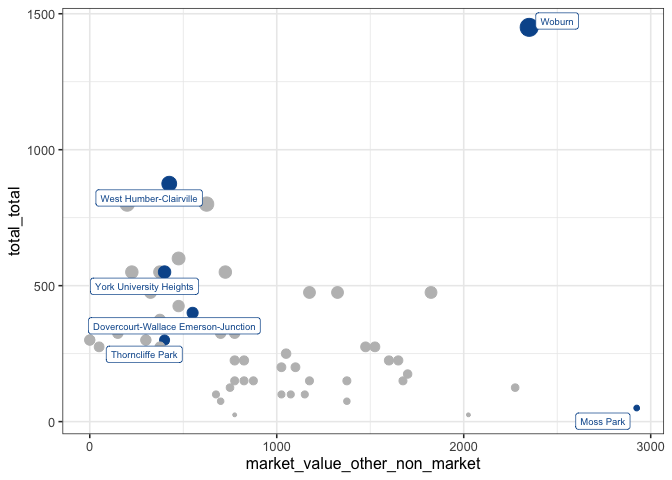 1500
Woburn
1000
West Humber-Clairville
total_total
500
York University Heights
Dovercourt-Wallace Emerson-Junction
Thorncliffe Park
Moss Park
0
0
1000
2000
3000
market_value_other_non_market